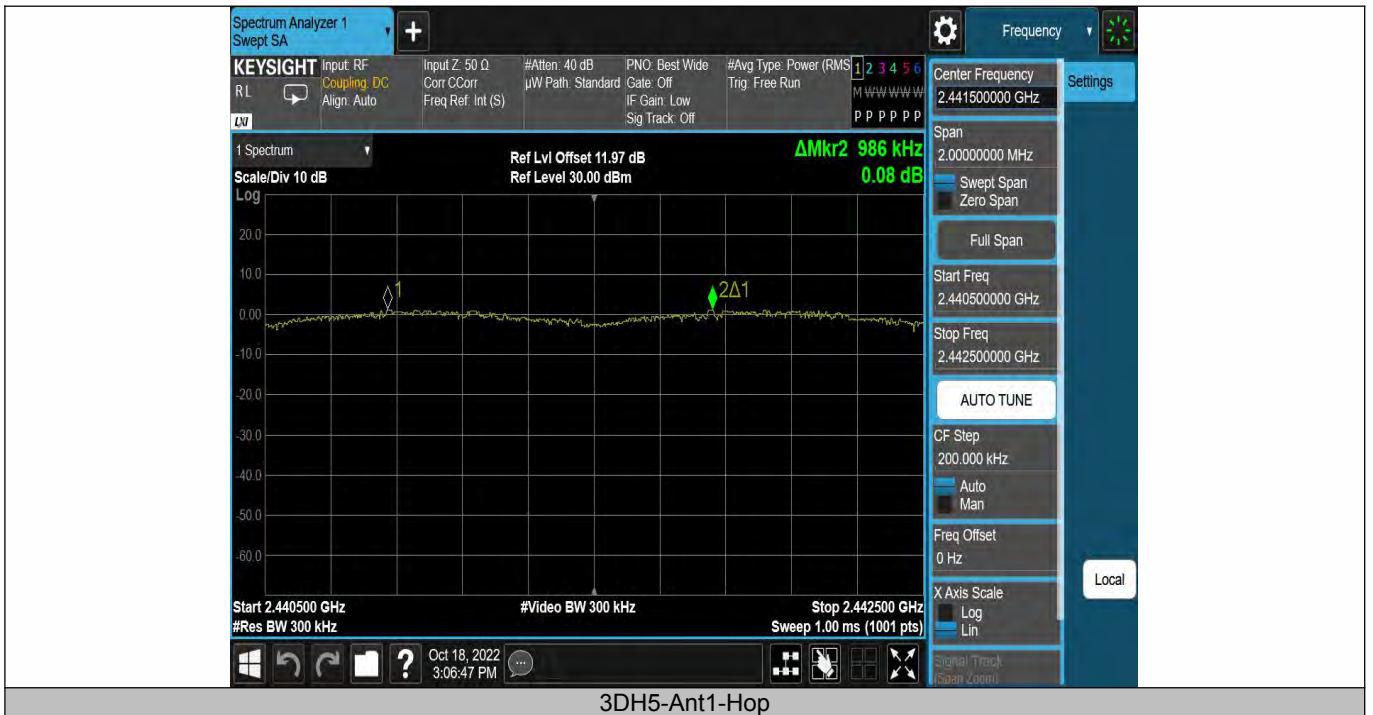 Spectrum Analyzer 1
Swept SA
+
Frequency
KEYSIGHT
RL
LXI
Input: RF
Coupling: DC
Align: Auto
Input Z: 50 Ω
Corr CCorr
Freq Ref: Int (S)
#Atten: 40 dB
µW Path: Standard
PNO: Best Wide
Gate: Off
IF Gain: Low
Sig Track: Off
#Avg Type: Power (RMS
Trig: Free Run
1 2 3 4 5 6
M W W W W W
P P P P P P
1 Spectrum
Scale/Div 10 dB
Log
Ref Lvl Offset 11.97 dB
Ref Level 30.00 dBm
ΔMkr2 986 kHz
0.08 dB
20.0
10.0
0.00
-10.0
-20.0
-30.0
-40.0
-50.0
-60.0
1
2Δ1
Start 2.440500 GHz
#Res BW 300 kHz
#Video BW 300 kHz
Stop 2.442500 GHz
Sweep 1.00 ms (1001 pts)
Center Frequency
2.441500000 GHz
Settings
Span
2.00000000 MHz
Swept Span
Zero Span
Full Span
Start Freq
2.440500000 GHz
Stop Freq
2.442500000 GHz
AUTO TUNE
CF Step
200.000 kHz
Auto
Man
Freq Offset
0 Hz
X Axis Scale
Log
Lin
Signal Track
(Span Zoom)
Local
?
Oct 18, 2022
3:06:47 PM
3DH5-Ant1-Hop